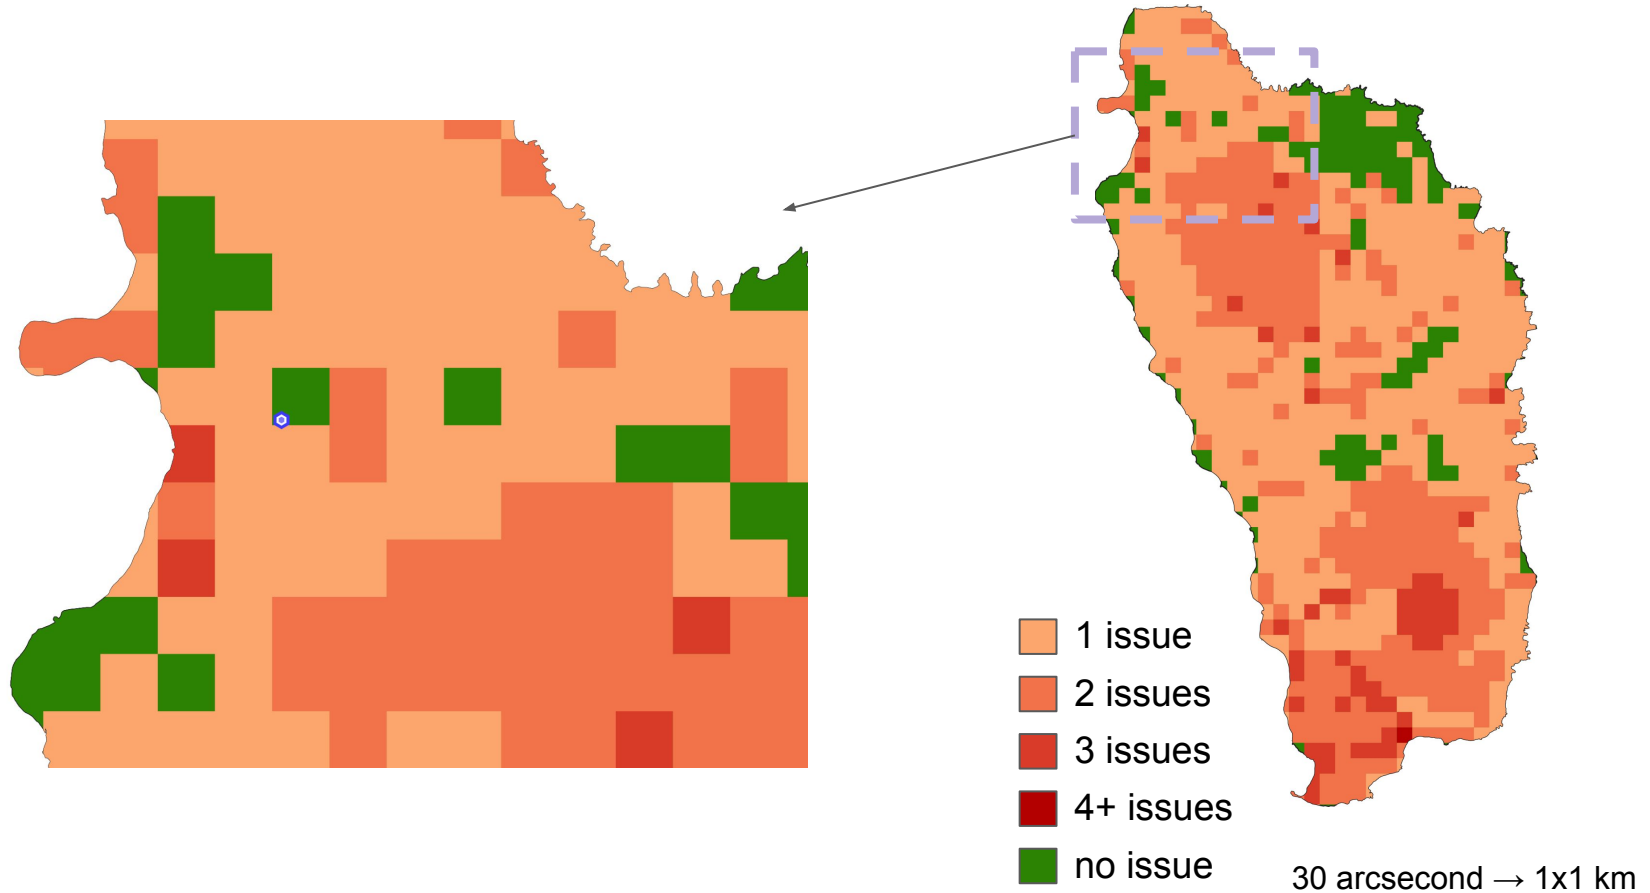 1 issue
2 issues
3 issues
4+ issues
no issue
30 arcsecond → 1x1 km